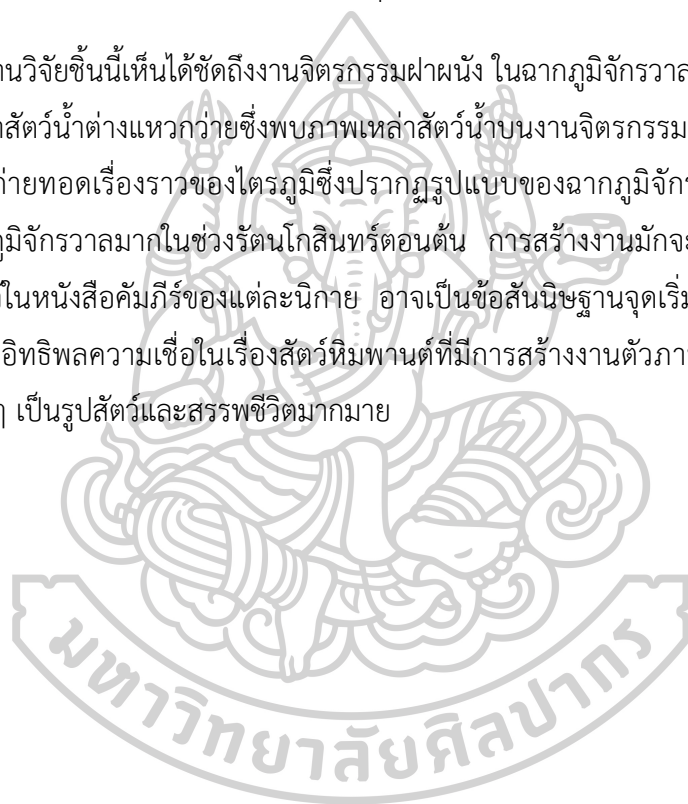 านวิจัยชิ้นนี้เห็นได้ชัดถึงงานจิตรกรรมฝาผนัง ในฉากภูมิจักรวาล
าสัตว์น้ำต่างแหวกว่ายซึ่งพบภาพเหล่าสัตว์น้ำบนงานจิตรกรรม
ถ่ายทอดเรื่องราวของไตรภูมิซึ่งปรากฏรูปแบบของฉากภูมิจักร
ภูมิจักรวาลมากในช่วงรัตนโกสินทร์ตอนต้น การสร้างงานมักจะ
ในหนังสือคัมภีร์ของแต่ละนิกาย อาจเป็นข้อสันนิษฐานจุดเริ่ม
อิทธิพลความเชื่อในเรื่องสัตว์หิมพานต์ที่มีการสร้างงานตัวภา
ๆ เป็นรูปสัตว์และสรรพชีวิตมากมาย
มหาวิทยาลัยศิลปากร